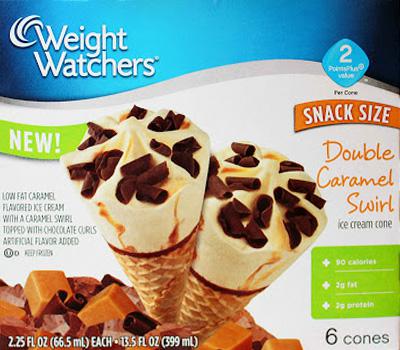 Weight
Watchers
2
PointsPlus
value
Per Cone
SNACK SIZE
NEW!
Double
Caramel
Swirl
ice cream cone
LOW FAT CARAMEL
FLAVORED ICE CREAM
WITH A CARAMEL SWIRL
TOPPED WITH CHOCOLATE CURLS
ARTIFICIAL FLAVOR ADDED
KEEP FROZEN
+ 90 calories
+ 2g fat
+ 2g protein
2.25 FL OZ (66.5 mL) EACH • 13.5 FL OZ (399 mL)
6 cones